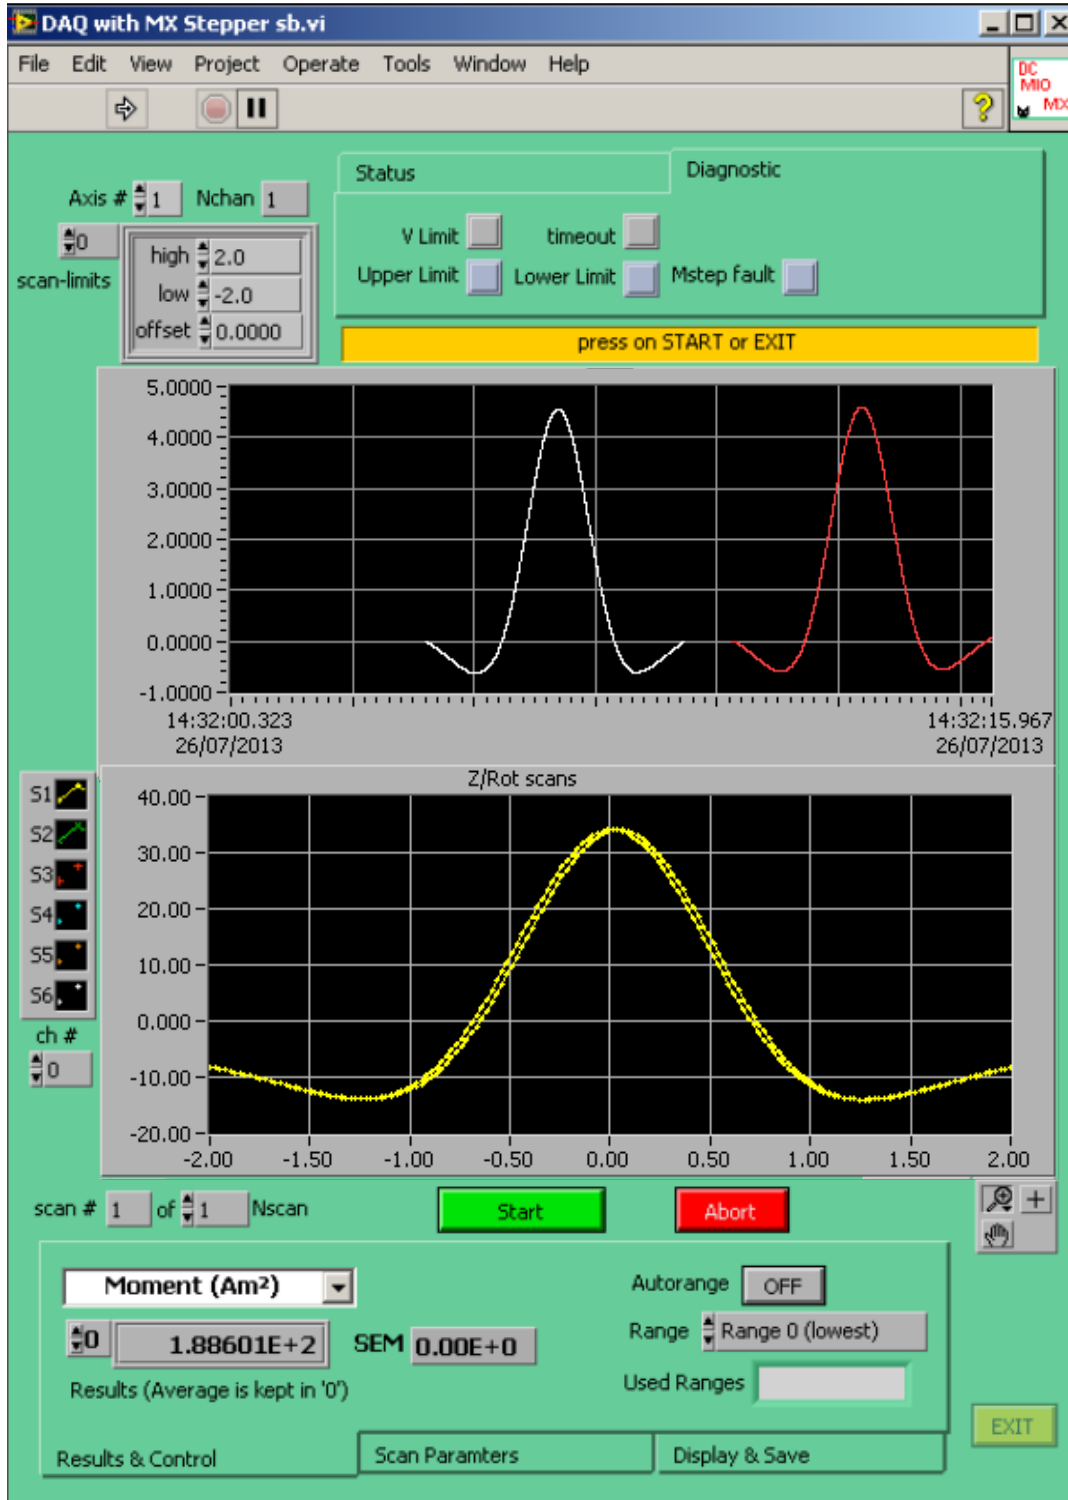 DAQ with MX Stepper sb.vi
File Edit View Project Operate Tools Window Help
DC
MIO
MX
?
Status Diagnostic
Axis # 1 Nchan 1
V Limit timeout
0 high 2.0
Upper Limit Lower Limit Mstep fault
scan-limits low -2.0
offset 0.0000
press on START or EXIT
5.0000
4.0000
3.0000
2.0000
1.0000
0.0000
-1.0000
14:32:00.323 14:32:15.967
26/07/2013 26/07/2013
Z/Rot scans
S1
S2
S3
S4
S5
S6
ch #
0
40.00
30.00
20.00
10.00
0.000
-10.00
-20.00
-2.00 -1.50 -1.00 -0.50 0.00 0.50 1.00 1.50 2.00
scan # 1 of 1 Nscan Start Abort
Moment (Am²) Autorange OFF
0 1.88601E+2 SEM 0.00E+0 Range Range 0 (lowest)
Results (Average is kept in '0') Used Ranges
EXIT
Results & Control Scan Paramters Display & Save